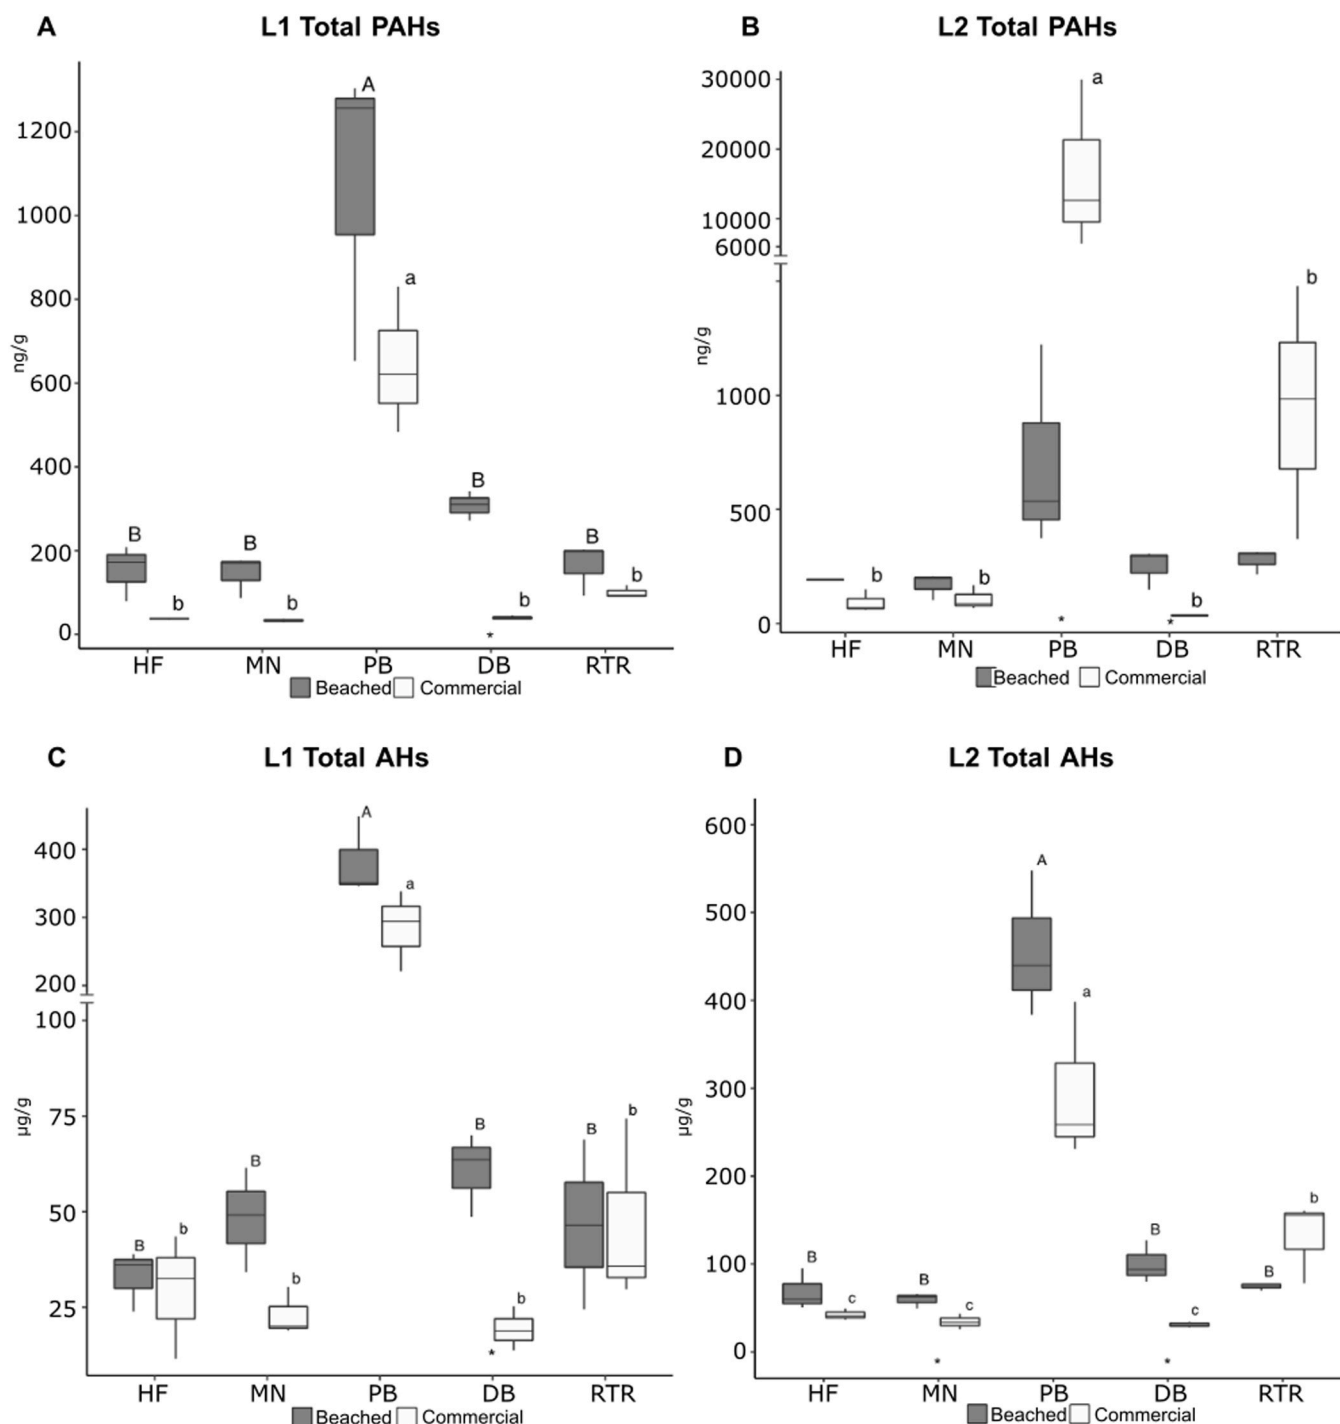 A L1 Total PAHs
1200
1000
800
600
400
200
0
ng/g
A
a
B
b
B
b
B
b
B
b
*
HF MN PB DB RTR
Beached Commercial
B L2 Total PAHs
30000
20000
10000
6000
1000
500
0
ng/g
a
b
b
b
b
*
*
HF MN PB DB RTR
Beached Commercial
C L1 Total AHs
400
300
200
100
75
50
25
µg/g
A
a
B
b
B
b
B
b
B
b
*
HF MN PB DB RTR
Beached Commercial
D L2 Total AHs
600
500
400
300
200
100
0
µg/g
A
a
B
c
B
c
B
c
B
b
*
*
HF MN PB DB RTR
Beached Commercial